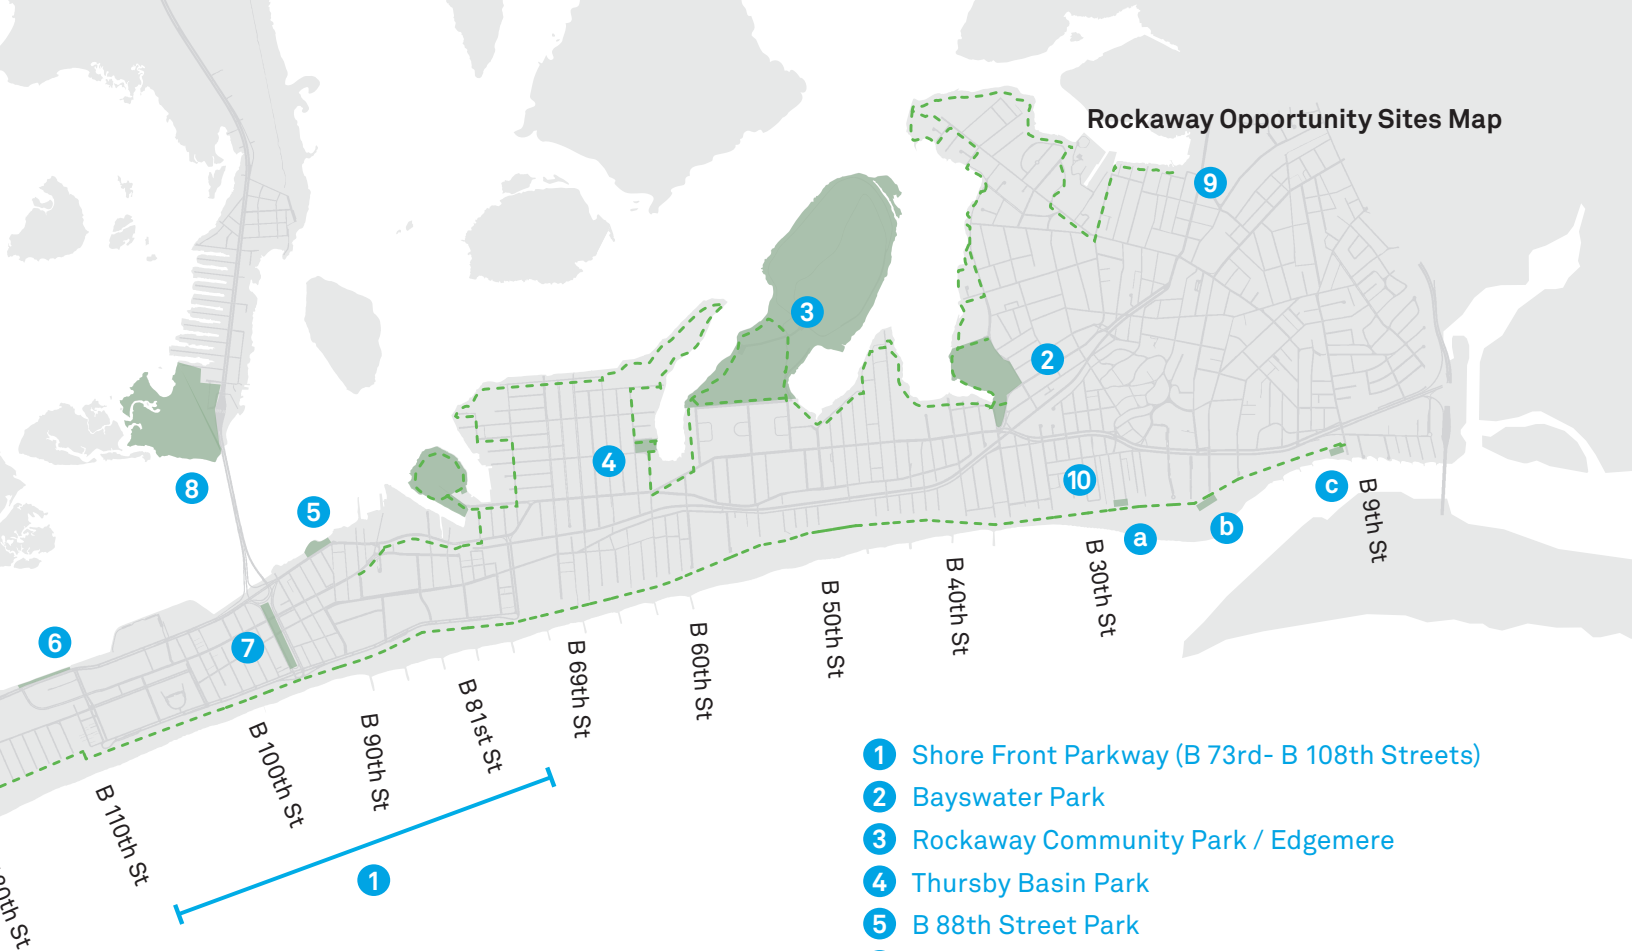 Rockaway Opportunity Sites Map
9
3
2
4
10
8
5
c
b
a
6
7
1
B 9th St
B 30th St
B 40th St
B 50th St
B 60th St
B 69th St
B 81st St
B 90th St
B 100th St
B 110th St
1 Shore Front Parkway (B 73rd- B 108th Streets)
2 Bayswater Park
3 Rockaway Community Park / Edgemere
4 Thursby Basin Park
5 B 88th Street Park